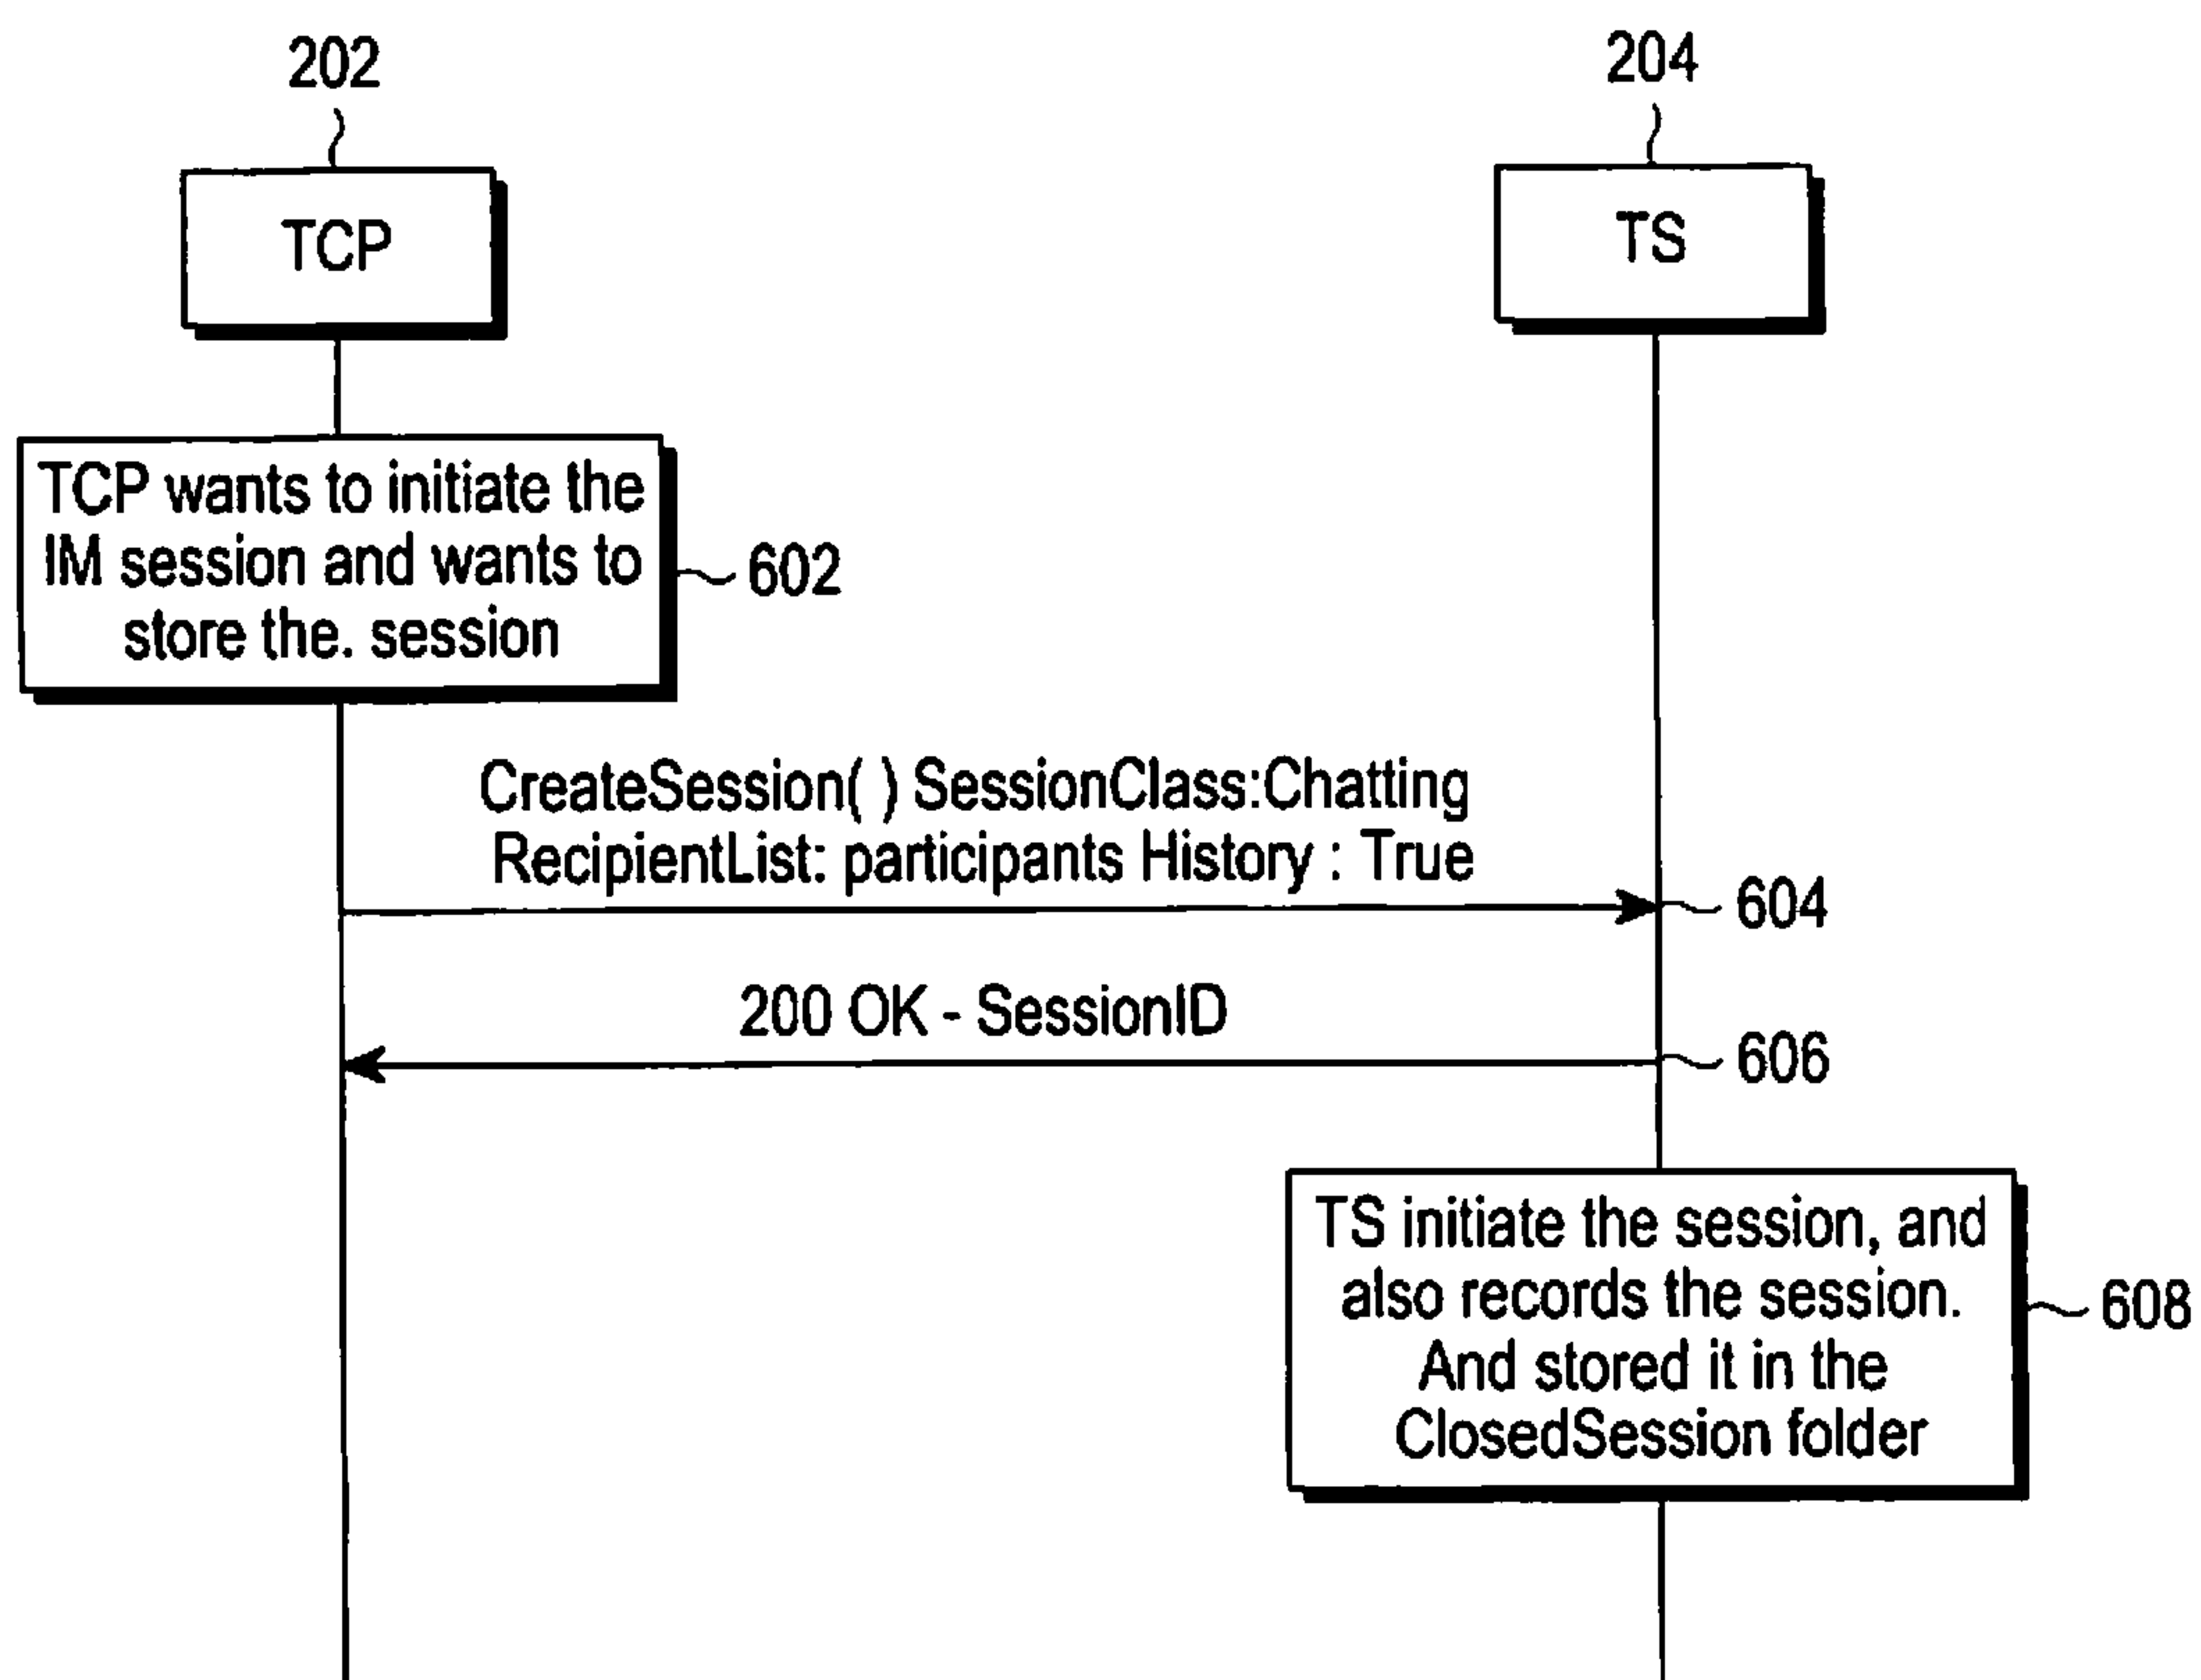 202
204
TCP
TS
TCP wants to initiate the
IM session and wants to
store the. session
602
CreateSession( ) SessionClass:Chatting
RecipientList: participants History : True
604
200 OK - SessionID
606
TS initiate the session, and
also records the session.
And stored it in the
ClosedSession folder
608